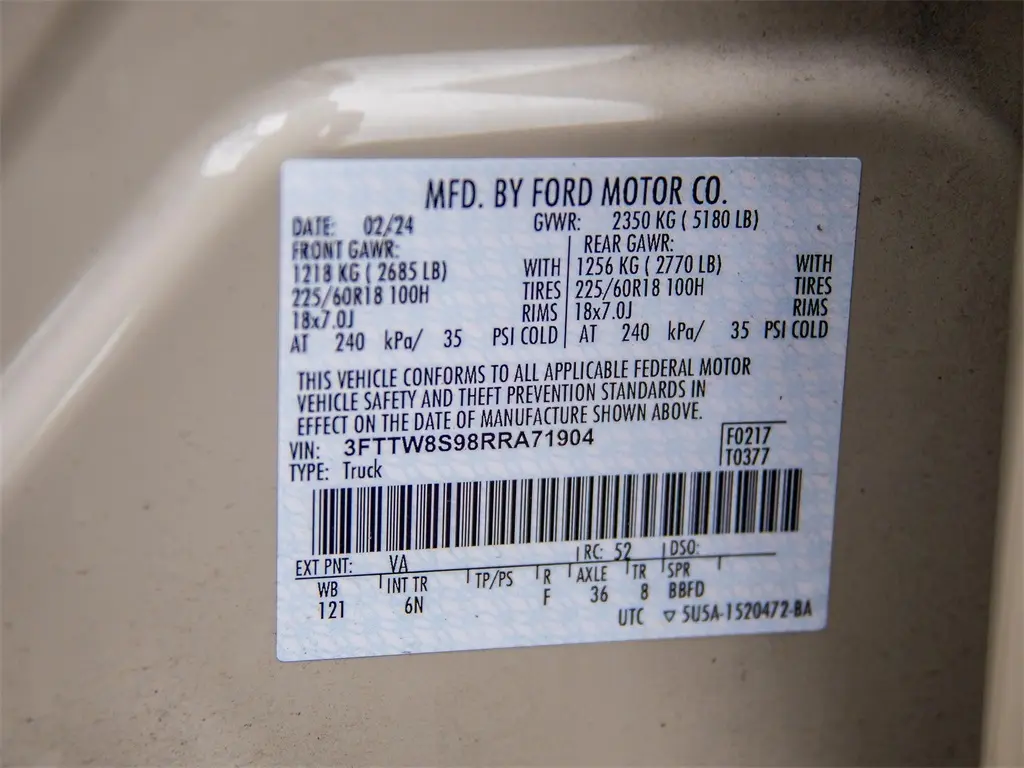 MFD. BY FORD MOTOR CO.
DATE: 02/24 GVWR: 2350 KG ( 5180 LB)
FRONT GAWR: REAR GAWR:
1218 KG ( 2685 LB) WITH 1256 KG ( 2770 LB) WITH
225/60R18 100H TIRES 225/60R18 100H TIRES
18x7.0J RIMS 18x7.0J RIMS
AT 240 kPa/ 35 PSI COLD AT 240 kPa/ 35 PSI COLD
THIS VEHICLE CONFORMS TO ALL APPLICABLE FEDERAL MOTOR
VEHICLE SAFETY AND THEFT PREVENTION STANDARDS IN
EFFECT ON THE DATE OF MANUFACTURE SHOWN ABOVE.
VIN: 3FTTW8S98RRA71904 F0217
TYPE: Truck T0377
EXT PNT: VA RC: 52 DSO:
WB INT TR TP/PS R AXLE TR SPR
121 6N F 36 8 BBFD
UTC ▽ 5U5A-1520472-BA